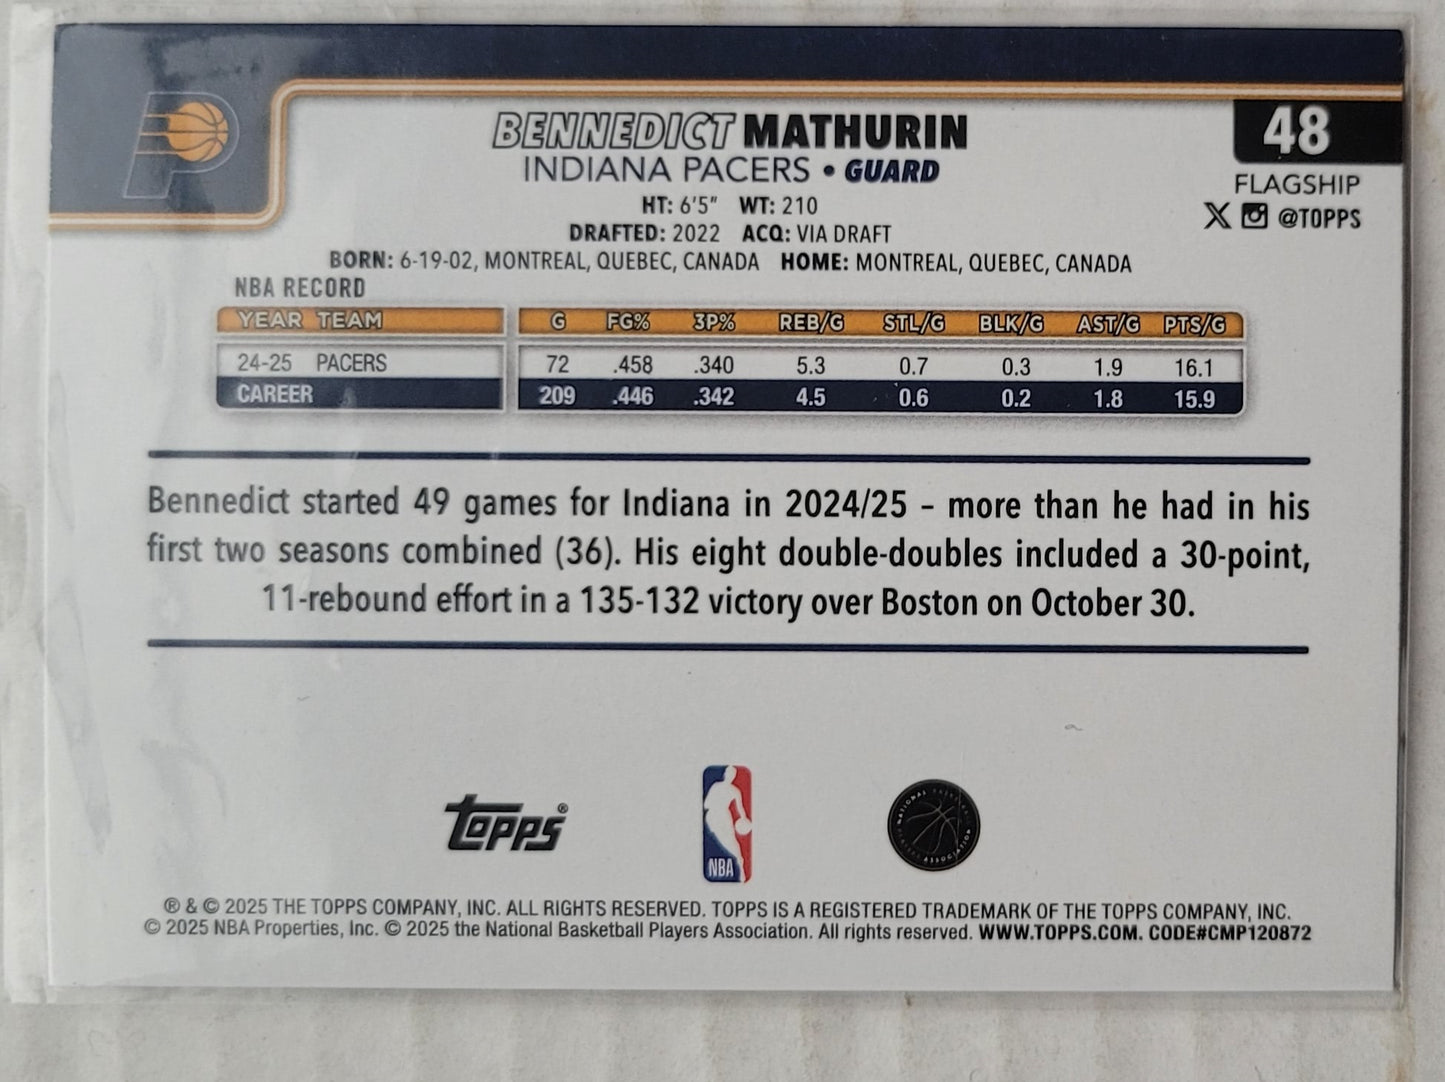 BENNEDICT MATHURIN
48
INDIANA PACERS • GUARD
FLAGSHIP
HT: 6'5" WT: 210
@TOPPS
DRAFTED: 2022 ACQ: VIA DRAFT
BORN: 6-19-02, MONTREAL, QUEBEC, CANADA HOME: MONTREAL, QUEBEC, CANADA
NBA RECORD
YEAR TEAM G FG% 3P% REB/G STL/G BLK/G AST/G PTS/G
24-25 PACERS 72 .458 .340 5.3 0.7 0.3 1.9 16.1
CAREER 209 .446 .342 4.5 0.6 0.2 1.8 15.9
Bennedict started 49 games for Indiana in 2024/25 – more than he had in his
first two seasons combined (36). His eight double-doubles included a 30-point,
11-rebound effort in a 135-132 victory over Boston on October 30.
Topps®
NBA
NATIONAL BASKETBALL PLAYERS ASSOCIATION
® & © 2025 THE TOPPS COMPANY, INC. ALL RIGHTS RESERVED. TOPPS IS A REGISTERED TRADEMARK OF THE TOPPS COMPANY, INC.
© 2025 NBA Properties, Inc. © 2025 the National Basketball Players Association. All rights reserved. WWW.TOPPS.COM. CODE#CMP120872